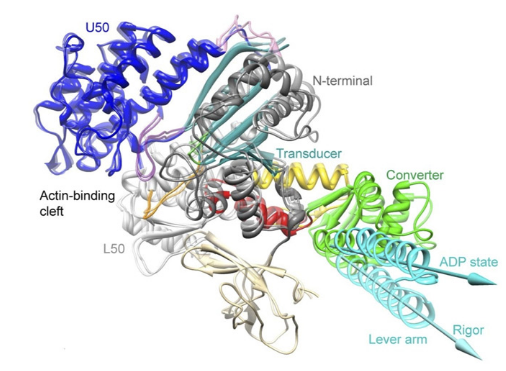 U50
N-terminal
Transducer
Converter
Actin-binding
cleft
L50
ADP state
Rigor
Lever arm